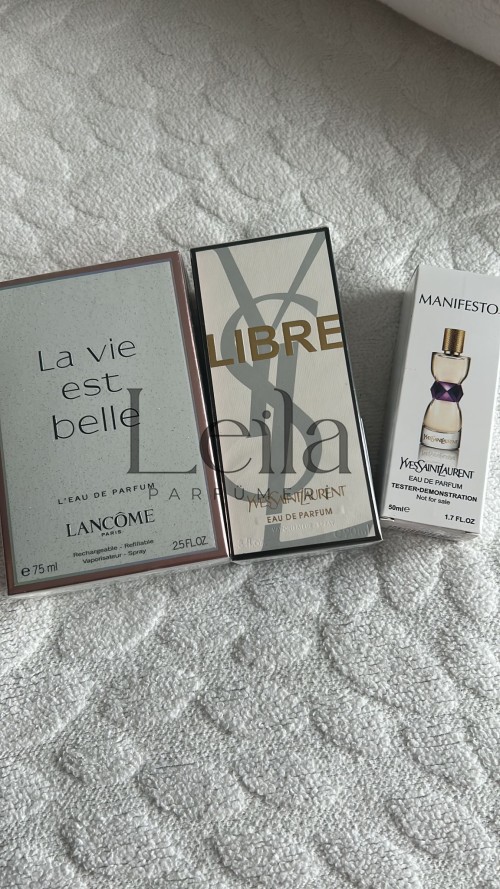 La vie
est
belle
L'EAU DE PARFUM
LANCÔME
PARIS
Rechargeable - Refillable
Vaporisateur - Spray
e 75 ml
2.5 FL.OZ
LIBRE
YVESSAINTLAURENT
EAU DE PARFUM
MANIFESTO
YVESSAINTLAURENT
YVESSAINTLAURENT
EAU DE PARFUM
TESTER-DEMONSTRATION
Not for sale
50ml e
1.7 FL.OZ
Leila